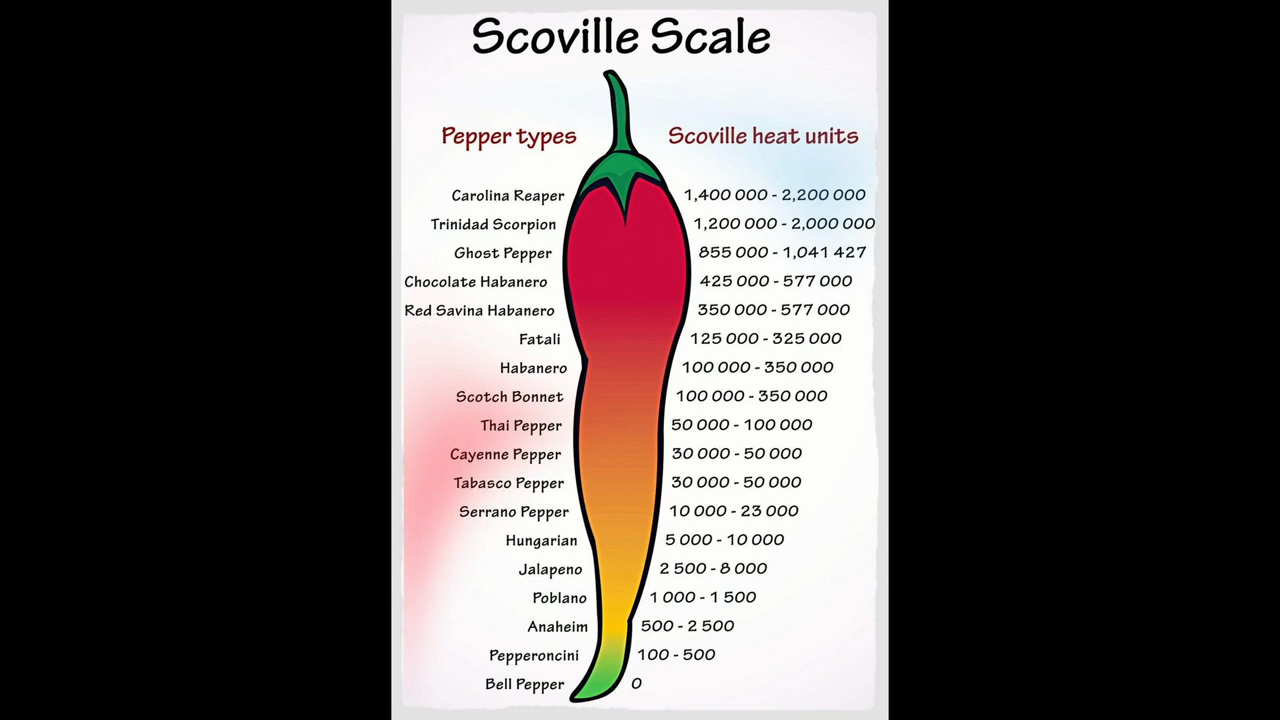 Scoville Scale
Pepper types Scoville heat units
Carolina Reaper 1,400 000 - 2,200 000
Trinidad Scorpion 1,200 000 - 2,000 000
Ghost Pepper 855 000 - 1,041 427
Chocolate Habanero 425 000 - 577 000
Red Savina Habanero 350 000 - 577 000
Fatali 125 000 - 325 000
Habanero 100 000 - 350 000
Scotch Bonnet 100 000 - 350 000
Thai Pepper 50 000 - 100 000
Cayenne Pepper 30 000 - 50 000
Tabasco Pepper 30 000 - 50 000
Serrano Pepper 10 000 - 23 000
Hungarian 5 000 - 10 000
Jalapeno 2 500 - 8 000
Poblano 1 000 - 1 500
Anaheim 500 - 2 500
Pepperoncini 100 - 500
Bell Pepper 0